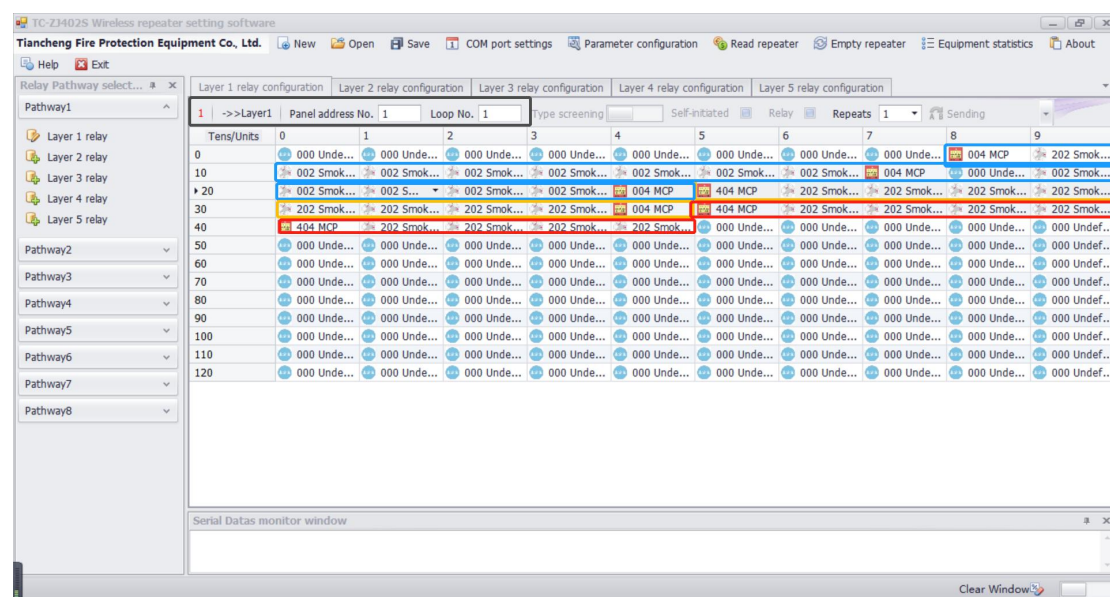 TC-ZJ402S Wireless repeater setting software
Tiancheng Fire Protection Equipment Co., Ltd. New Open Save COM port settings Parameter configuration Read repeater Empty repeater Equipment statistics About
Help Exit
Relay Pathway select... Layer 1 relay configuration Layer 2 relay configuration Layer 3 relay configuration Layer 4 relay configuration Layer 5 relay configuration
Pathway1 1 ->>Layer1 Panel address No. 1 Loop No. 1 Type screening Self-initiated Relay Repeats 1 Sending
Layer 1 relay
Layer 2 relay
Layer 3 relay
Layer 4 relay
Layer 5 relay
Pathway2
Pathway3
Pathway4
Pathway5
Pathway6
Pathway7
Pathway8
Tens/Units 0 1 2 3 4 5 6 7 8 9
0 000 Unde... 000 Unde... 000 Unde... 000 Unde... 000 Unde... 000 Unde... 000 Unde... 000 Unde... 004 MCP 202 Smok...
10 002 Smok... 002 Smok... 002 Smok... 002 Smok... 002 Smok... 002 Smok... 002 Smok... 004 MCP 000 Unde... 002 Smok...
20 002 Smok... 002 S... 002 Smok... 002 Smok... 004 MCP 404 MCP 202 Smok... 202 Smok... 202 Smok... 202 Smok...
30 202 Smok... 202 Smok... 202 Smok... 202 Smok... 004 MCP 404 MCP 202 Smok... 202 Smok... 202 Smok... 202 Smok...
40 404 MCP 202 Smok... 202 Smok... 202 Smok... 202 Smok... 000 Unde... 000 Unde... 000 Unde... 000 Unde... 000 Undef...
50 000 Unde... 000 Unde... 000 Unde... 000 Unde... 000 Unde... 000 Unde... 000 Unde... 000 Unde... 000 Unde... 000 Undef...
60 000 Unde... 000 Unde... 000 Unde... 000 Unde... 000 Unde... 000 Unde... 000 Unde... 000 Unde... 000 Unde... 000 Undef...
70 000 Unde... 000 Unde... 000 Unde... 000 Unde... 000 Unde... 000 Unde... 000 Unde... 000 Unde... 000 Unde... 000 Undef...
80 000 Unde... 000 Unde... 000 Unde... 000 Unde... 000 Unde... 000 Unde... 000 Unde... 000 Unde... 000 Unde... 000 Undef...
90 000 Unde... 000 Unde... 000 Unde... 000 Unde... 000 Unde... 000 Unde... 000 Unde... 000 Unde... 000 Unde... 000 Undef...
100 000 Unde... 000 Unde... 000 Unde... 000 Unde... 000 Unde... 000 Unde... 000 Unde... 000 Unde... 000 Unde... 000 Undef...
110 000 Unde... 000 Unde... 000 Unde... 000 Unde... 000 Unde... 000 Unde... 000 Unde... 000 Unde... 000 Unde... 000 Undef...
120 000 Unde... 000 Unde... 000 Unde... 000 Unde... 000 Unde... 000 Unde... 000 Unde... 000 Unde... 000 Unde... 000 Undef...
Serial Datas monitor window
Clear Window